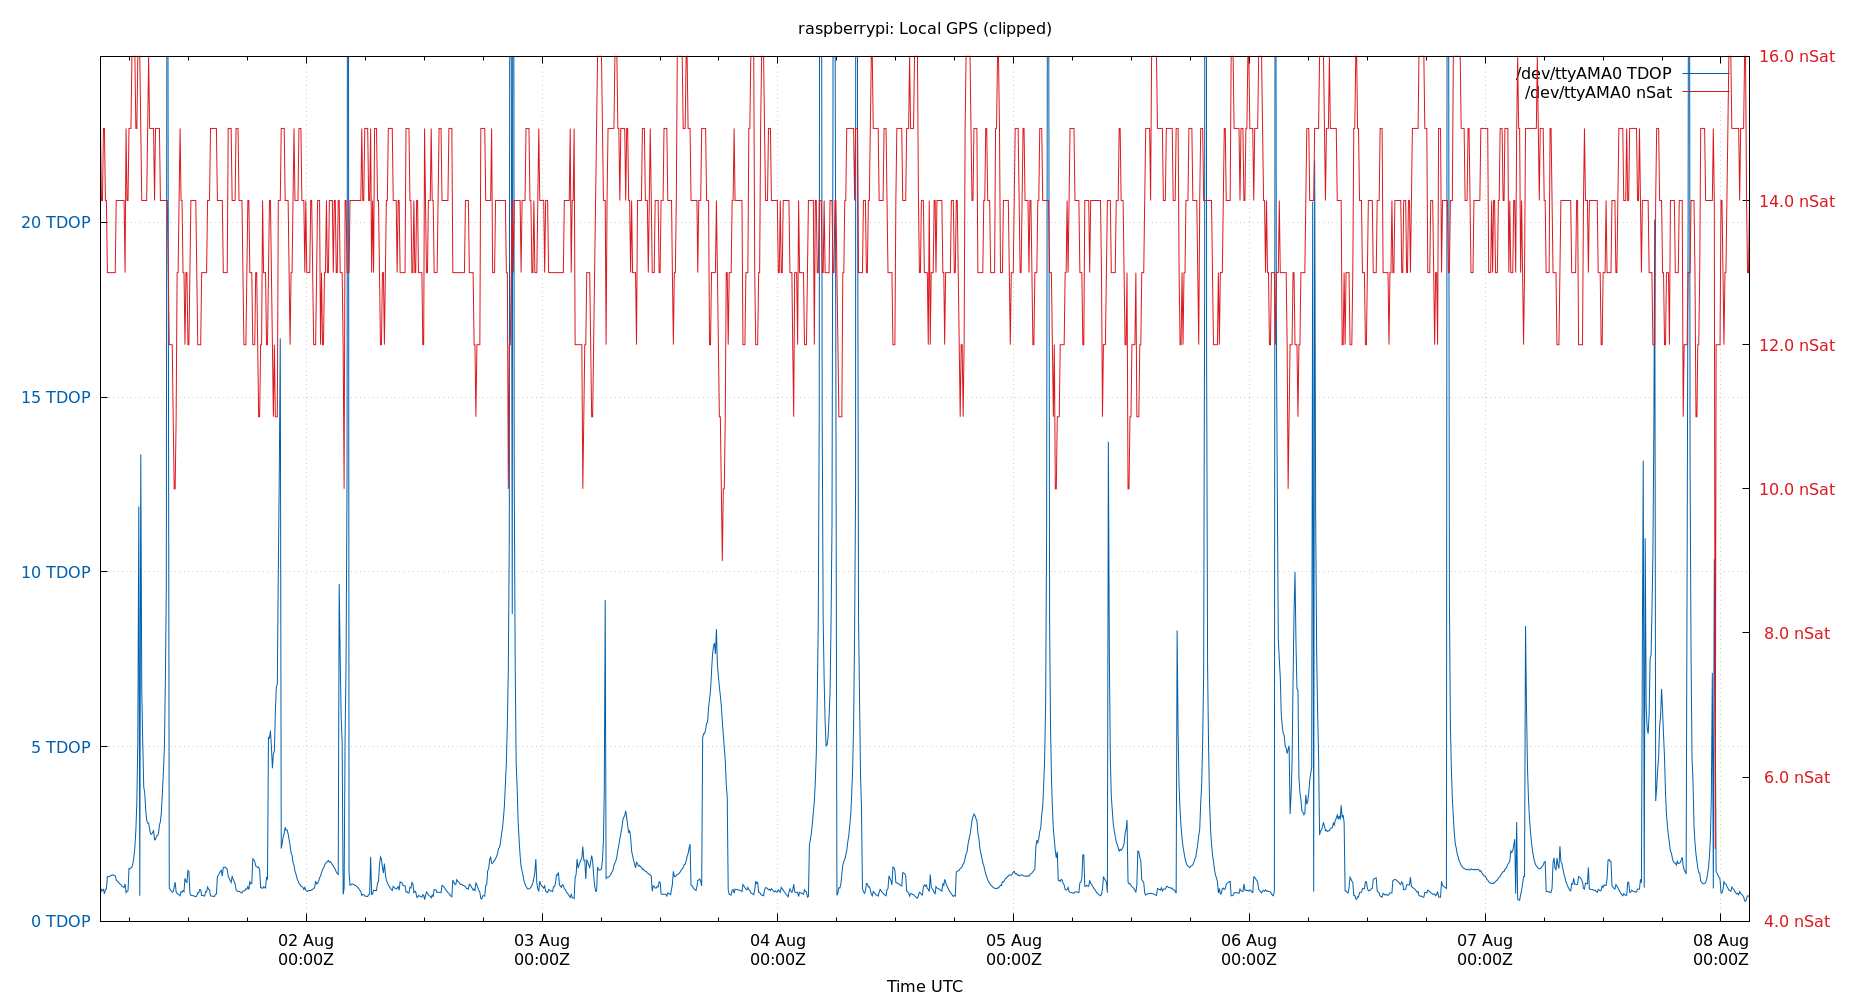 raspberrypi: Local GPS (clipped)
16.0 nSat
/dev/ttyAMA0 TDOP
/dev/ttyAMA0 nSat
14.0 nSat
20 TDOP
12.0 nSat
15 TDOP
10.0 nSat
10 TDOP
8.0 nSat
5 TDOP
6.0 nSat
0 TDOP
4.0 nSat
02 Aug 03 Aug 04 Aug 05 Aug 06 Aug 07 Aug 08 Aug
00:00Z 00:00Z 00:00Z 00:00Z 00:00Z 00:00Z 00:00Z
Time UTC